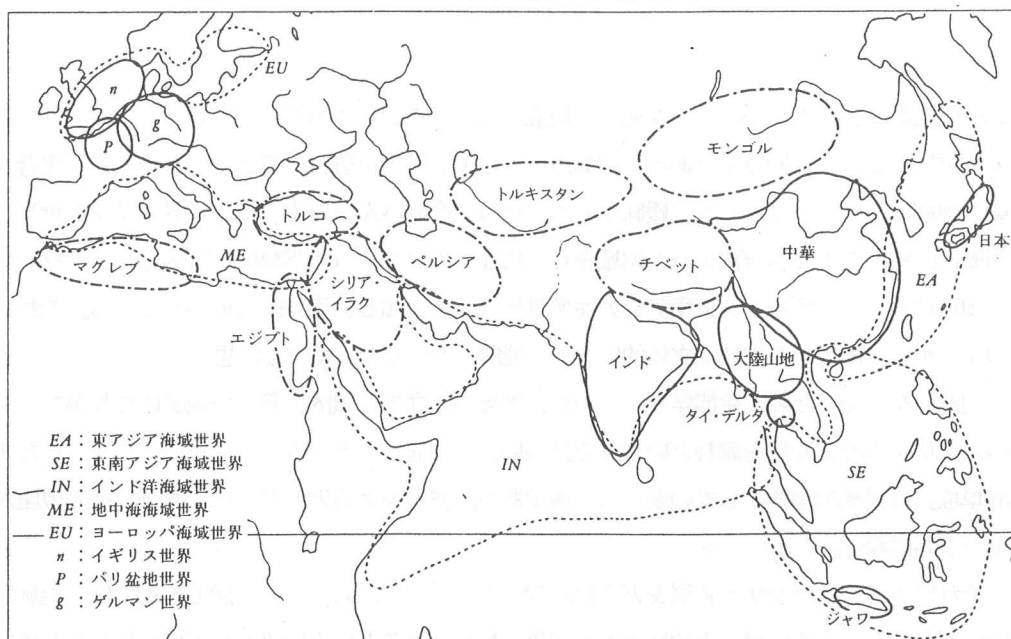 EU
n
g
P
モンゴル
トルキスタン
トルコ
中華
日本
マグレブ
ME
ペルシア
チベット
EA
シリア・
イラク
エジプト
インド
大陸山地
タイ・デルタ
IN
SE
ジャワ
EA：東アジア海域世界
SE：東南アジア海域世界
IN：インド洋海域世界
ME：地中海海域世界
EU：ヨーロッパ海域世界
n：イギリス世界
P：パリ盆地世界
g：ゲルマン世界